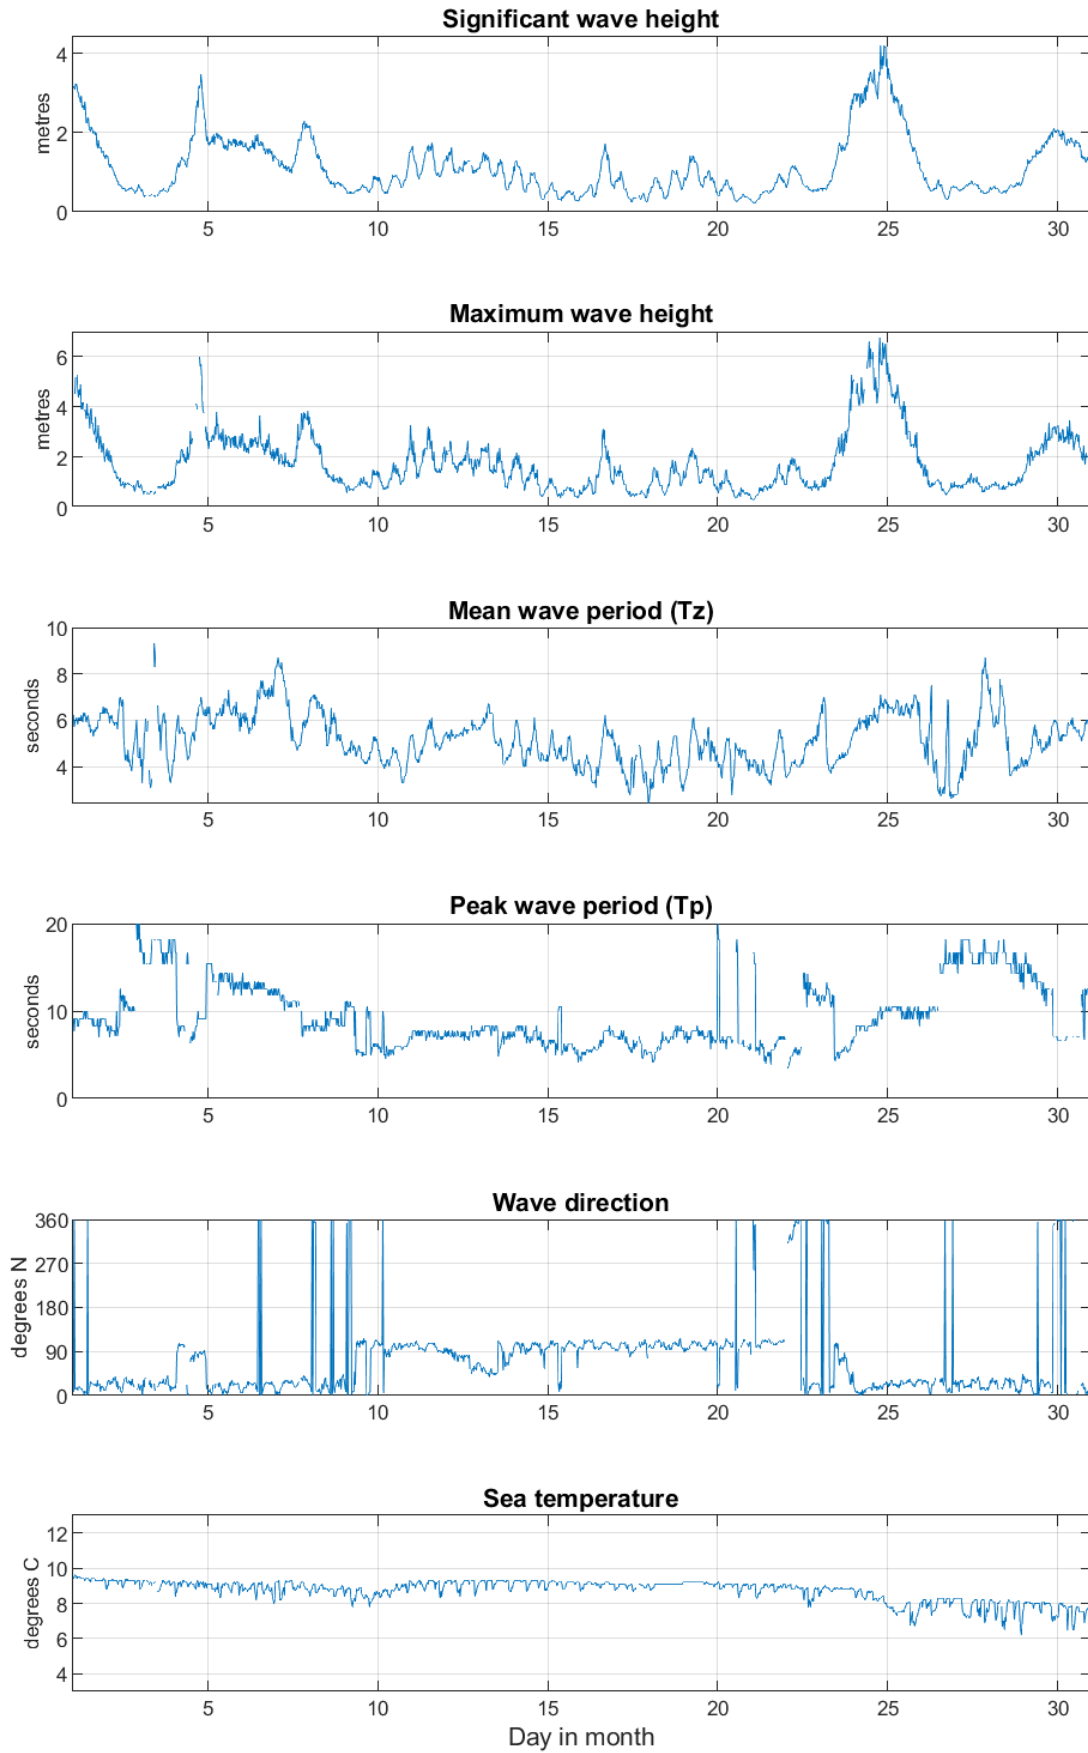 Significant wave height
4
2
0
metres
5 10 15 20 25 30
Maximum wave height
6
4
2
0
metres
5 10 15 20 25 30
Mean wave period (Tz)
10
8
6
4
seconds
5 10 15 20 25 30
Peak wave period (Tp)
20
10
0
seconds
5 10 15 20 25 30
Wave direction
360
270
180
90
0
degrees N
5 10 15 20 25 30
Sea temperature
12
10
8
6
4
degrees C
5 10 15 20 25 30
Day in month